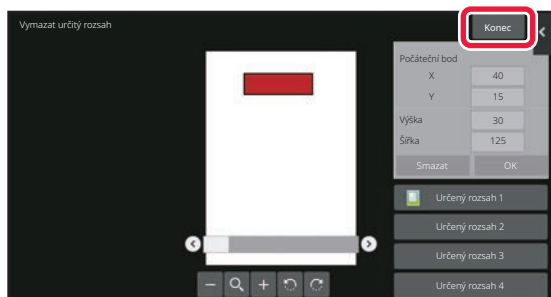 Vymazat určitý rozsah
Konec
Počáteční bod
X 40
Y 15
Výška 30
Šířka 125
Smazat OK
Určený rozsah 1
Určený rozsah 2
Určený rozsah 3
Určený rozsah 4